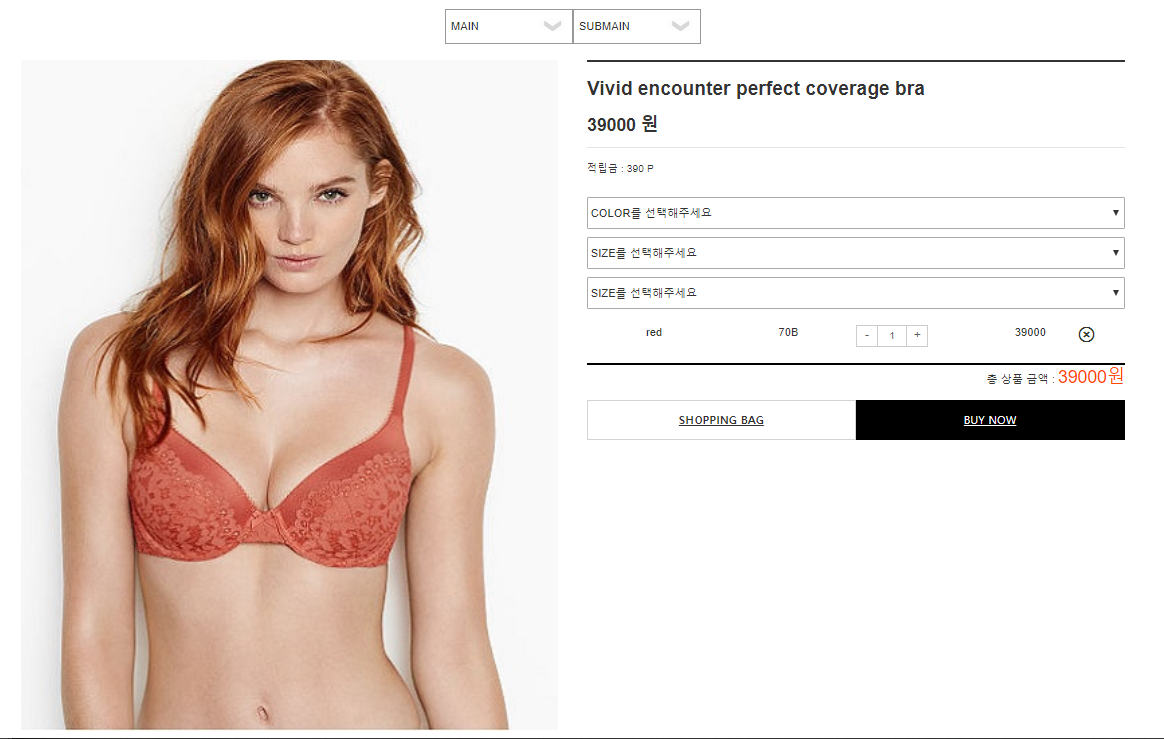 MAIN SUBMAIN
Vivid encounter perfect coverage bra
39000 원
적립금 : 390 P
COLOR를 선택해주세요 ▼
SIZE를 선택해주세요 ▼
SIZE를 선택해주세요 ▼
red 70B - 1 + 39000
총 상품 금액 : 39000원
SHOPPING BAG BUY NOW